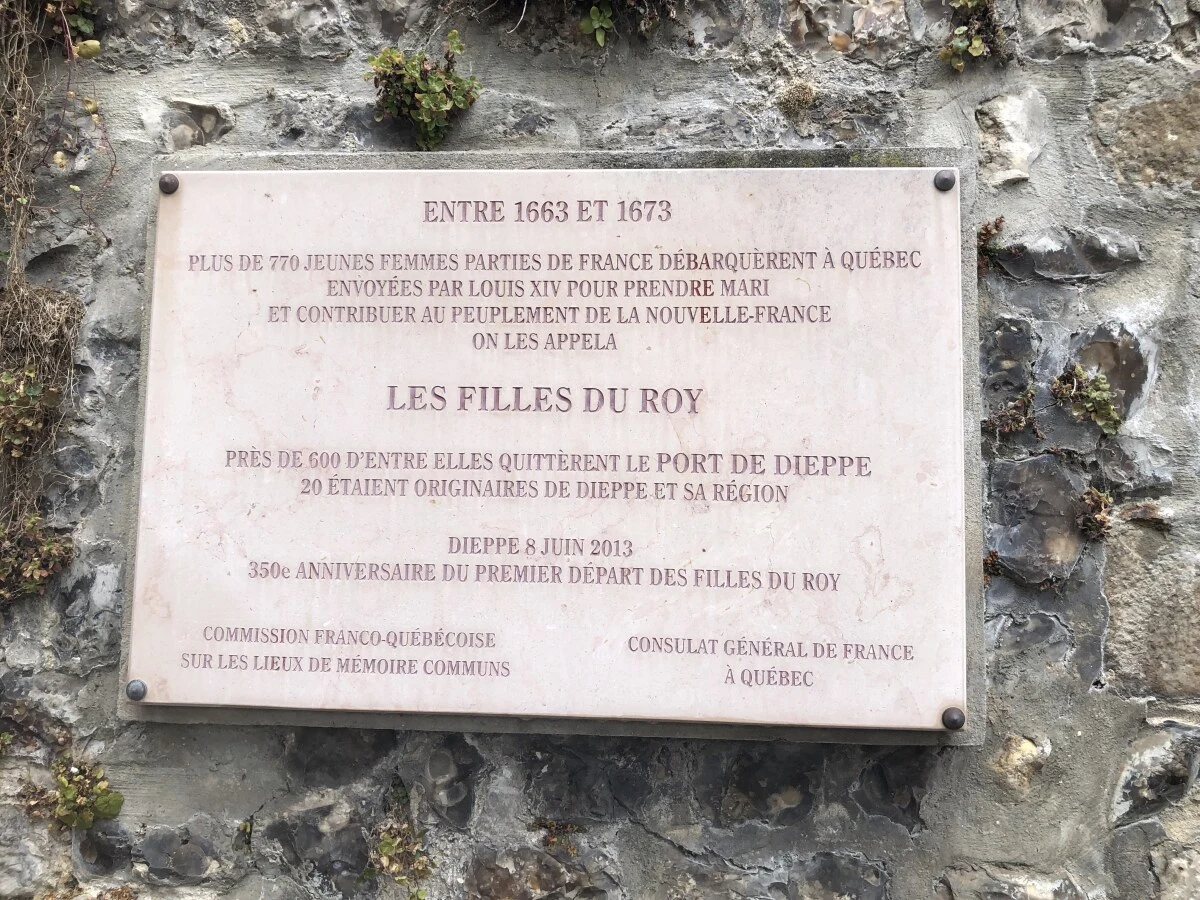 ENTRE 1663 ET 1673
PLUS DE 770 JEUNES FEMMES PARTIES DE FRANCE DÉBARQUÈRENT À QUÉBEC
ENVOYÉES PAR LOUIS XIV POUR PRENDRE MARI
ET CONTRIBUER AU PEUPLEMENT DE LA NOUVELLE-FRANCE
ON LES APPELA
LES FILLES DU ROY
PRÈS DE 600 D'ENTRE ELLES QUITTÈRENT LE PORT DE DIEPPE
20 ÉTAIENT ORIGINAIRES DE DIEPPE ET SA RÉGION
DIEPPE 8 JUIN 2013
350e ANNIVERSAIRE DU PREMIER DÉPART DES FILLES DU ROY
COMMISSION FRANCO-QUÉBÉCOISE
SUR LES LIEUX DE MÉMOIRE COMMUNS
CONSULAT GÉNÉRAL DE FRANCE
À QUÉBEC